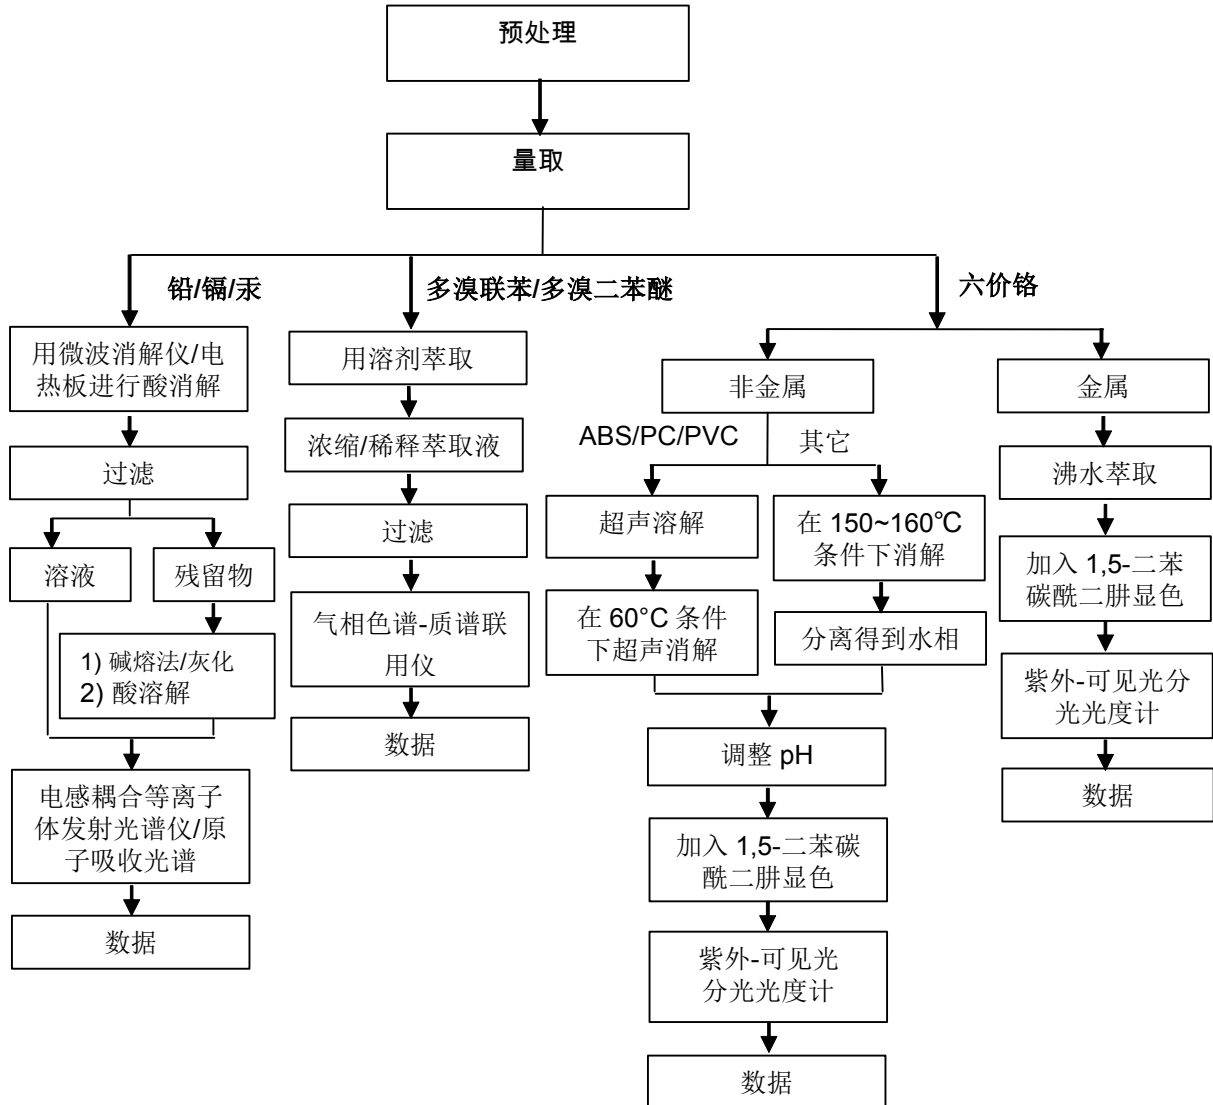 预处理
量取
铅/镉/汞
多溴联苯/多溴二苯醚
六价铬
用微波消解仪/电
热板进行酸消解
过滤
溶液
残留物
1) 碱熔法/灰化
2) 酸溶解
电感耦合等离子
体发射光谱仪/原
子吸收光谱
数据
用溶剂萃取
浓缩/稀释萃取液
过滤
气相色谱-质谱联
用仪
数据
非金属
ABS/PC/PVC
其它
超声溶解
在 60°C 条件
下超声消解
在 150~160℃
条件下消解
分离得到水相
调整 pH
加入 1,5-二苯碳
酰二肼显色
紫外-可见光
分光光度计
数据
金属
沸水萃取
加入 1,5-二苯
碳酰二肼显色
紫外-可见光分
光光度计
数据